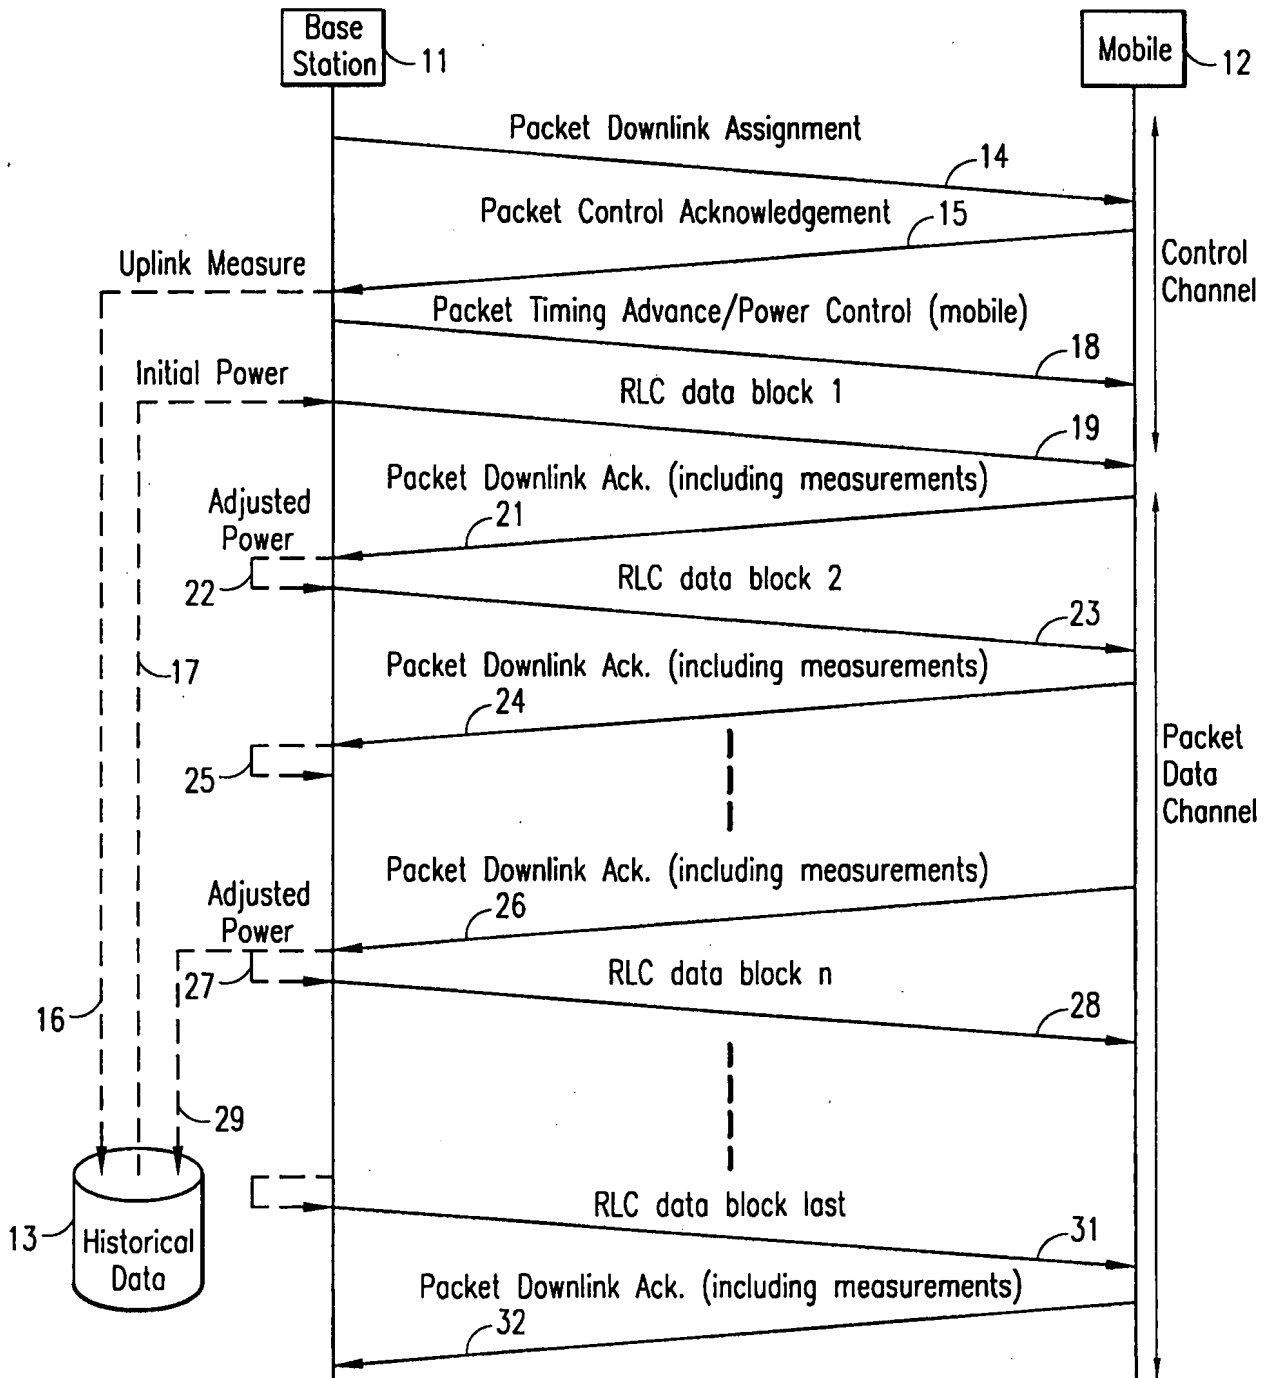 Base
Station
11
Mobile
12
Packet Downlink Assignment
14
Packet Control Acknowledgement
15
Uplink Measure
Control
Channel
Packet Timing Advance/Power Control (mobile)
18
Initial Power
RLC data block 1
19
Packet Downlink Ack. (including measurements)
Adjusted
Power
21
22
RLC data block 2
23
Packet Downlink Ack. (including measurements)
17
24
25
Packet
Data
Channel
Packet Downlink Ack. (including measurements)
Adjusted
Power
26
27
RLC data block n
16
28
29
RLC data block last
13
Historical
Data
31
Packet Downlink Ack. (including measurements)
32